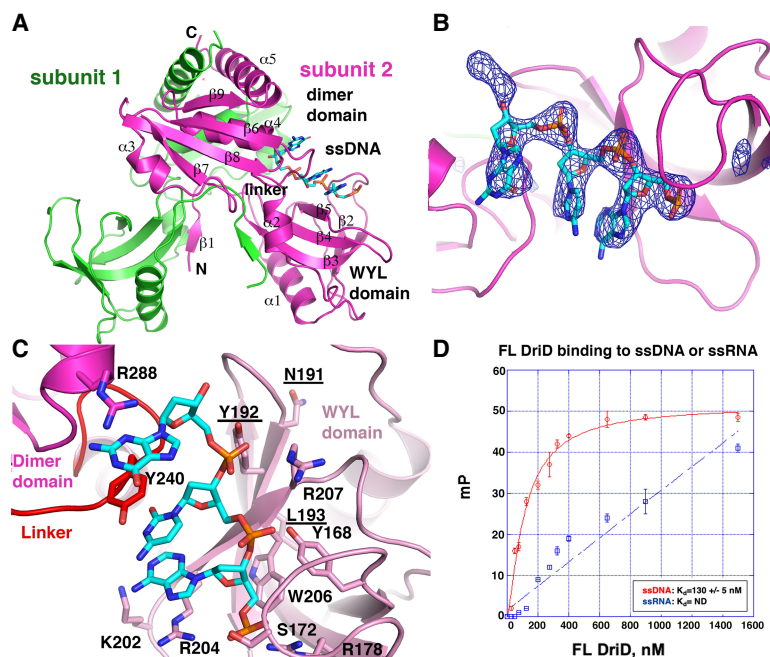 A
C
subunit 1
α5
subunit 2
dimer
domain
β9
β6
α4
ssDNA
α3
β8
β7
linker
β5
β2
α2
β1
β4
N
β3
WYL
domain
α1
B
C
R288
N191
Y192
WYL
domain
Dimer
domain
Y240
R207
Linker
L193
Y168
W206
K202
S172
R204
R178
D
FL DriD binding to ssDNA or ssRNA
60
50
40
30
20
10
0
mP
0 200 400 600 800 1000 1200 1400 1600
ssDNA: Kd=130 +/- 5 nM
ssRNA: Kd= ND
FL DriD, nM